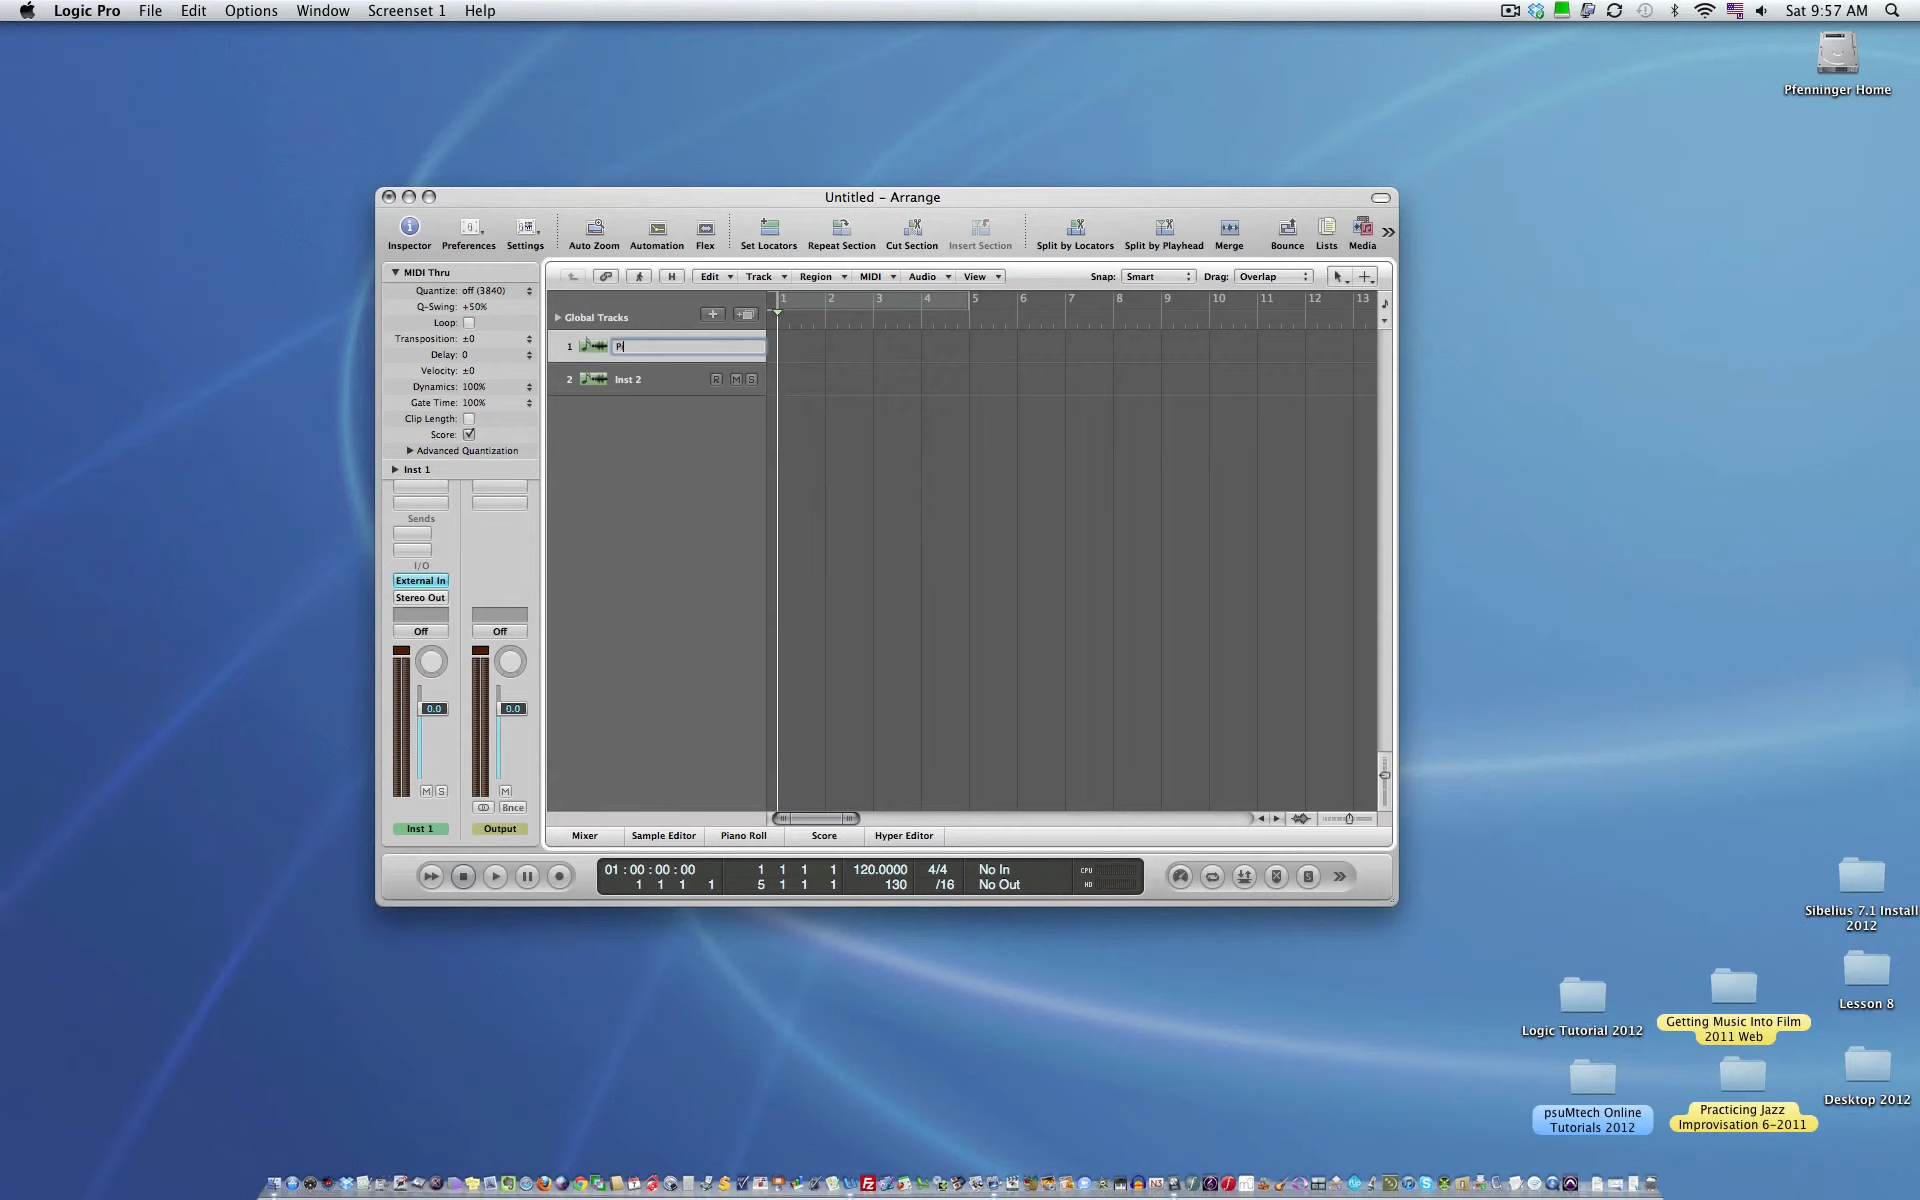 Logic Pro File Edit Options Window Screenset 1 Help
Sat 9:57 AM
Pfenninger Home
Untitled - Arrange
Inspector Preferences Settings Auto Zoom Automation Flex Set Locators Repeat Section Cut Section Insert Section Split by Locators Split by Playhead Merge Bounce Lists Media
MIDI Thru
Quantize: off (3840)
Q-Swing: +50%
Loop:
Transposition: ±0
Delay: 0
Velocity: ±0
Dynamics: 100%
Gate Time: 100%
Clip Length:
Score:
Advanced Quantization
Inst 1
Sends
I/O
External In
Stereo Out
Off Off
0.0 0.0
M S M
Bnce
Inst 1 Output
H Edit Track Region MIDI Audio View Snap: Smart Drag: Overlap
1 2 3 4 5 6 7 8 9 10 11 12 13
Global Tracks
1 Pi
2 Inst 2 R M S
Mixer Sample Editor Piano Roll Score Hyper Editor
01:00:00:00 1 1 1 1 120.0000 4/4 No In CPU
1 1 1 1 5 1 1 1 130 /16 No Out HD
S
Sibelius 7.1 Install
2012
Lesson 8
Logic Tutorial 2012
Getting Music Into Film
2011 Web
Desktop 2012
psuMtech Online
Tutorials 2012
Practicing Jazz
Improvisation 6-2011